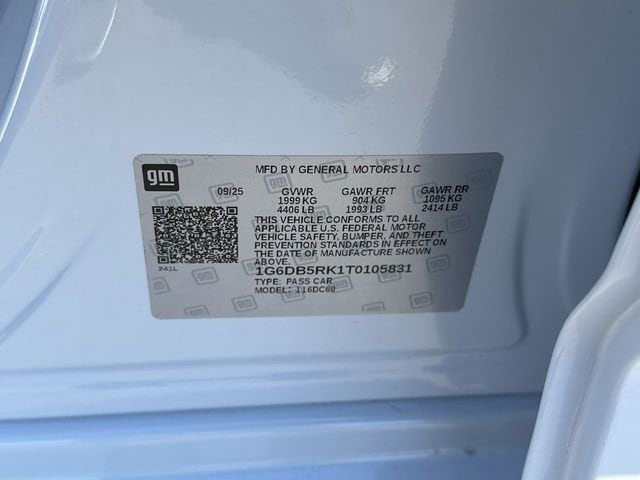 gm
MFD BY GENERAL MOTORS LLC
09/25 GVWR GAWR FRT GAWR RR
1999 KG 904 KG 1095 KG
4406 LB 1993 LB 2414 LB
THIS VEHICLE CONFORMS TO ALL
APPLICABLE U.S. FEDERAL MOTOR
VEHICLE SAFETY, BUMPER, AND THEFT
PREVENTION STANDARDS IN EFFECT ON
THE DATE OF MANUFACTURE SHOWN
ABOVE.
241L
1G6DB5RK1T0105831
TYPE: PASS CAR
MODEL: 116DC69